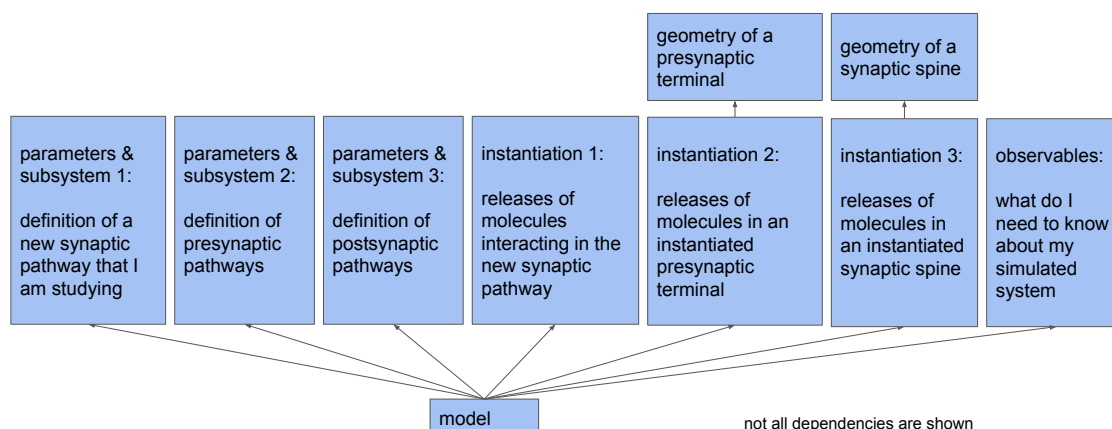 geometry of a
presynaptic
terminal
geometry of a
synaptic spine
parameters &
subsystem 1:
definition of a
new synaptic
pathway that I
am studying
parameters &
subsystem 2:
definition of
presynaptic
pathways
parameters &
subsystem 3:
definition of
postsynaptic
pathways
instantiation 1:
releases of
molecules
interacting in the
new synaptic
pathway
instantiation 2:
releases of
molecules in an
instantiated
presynaptic
terminal
instantiation 3:
releases of
molecules in
an instantiated
synaptic spine
observables:
what do I
need to know
about my
simulated
system
model
not all dependencies are shown